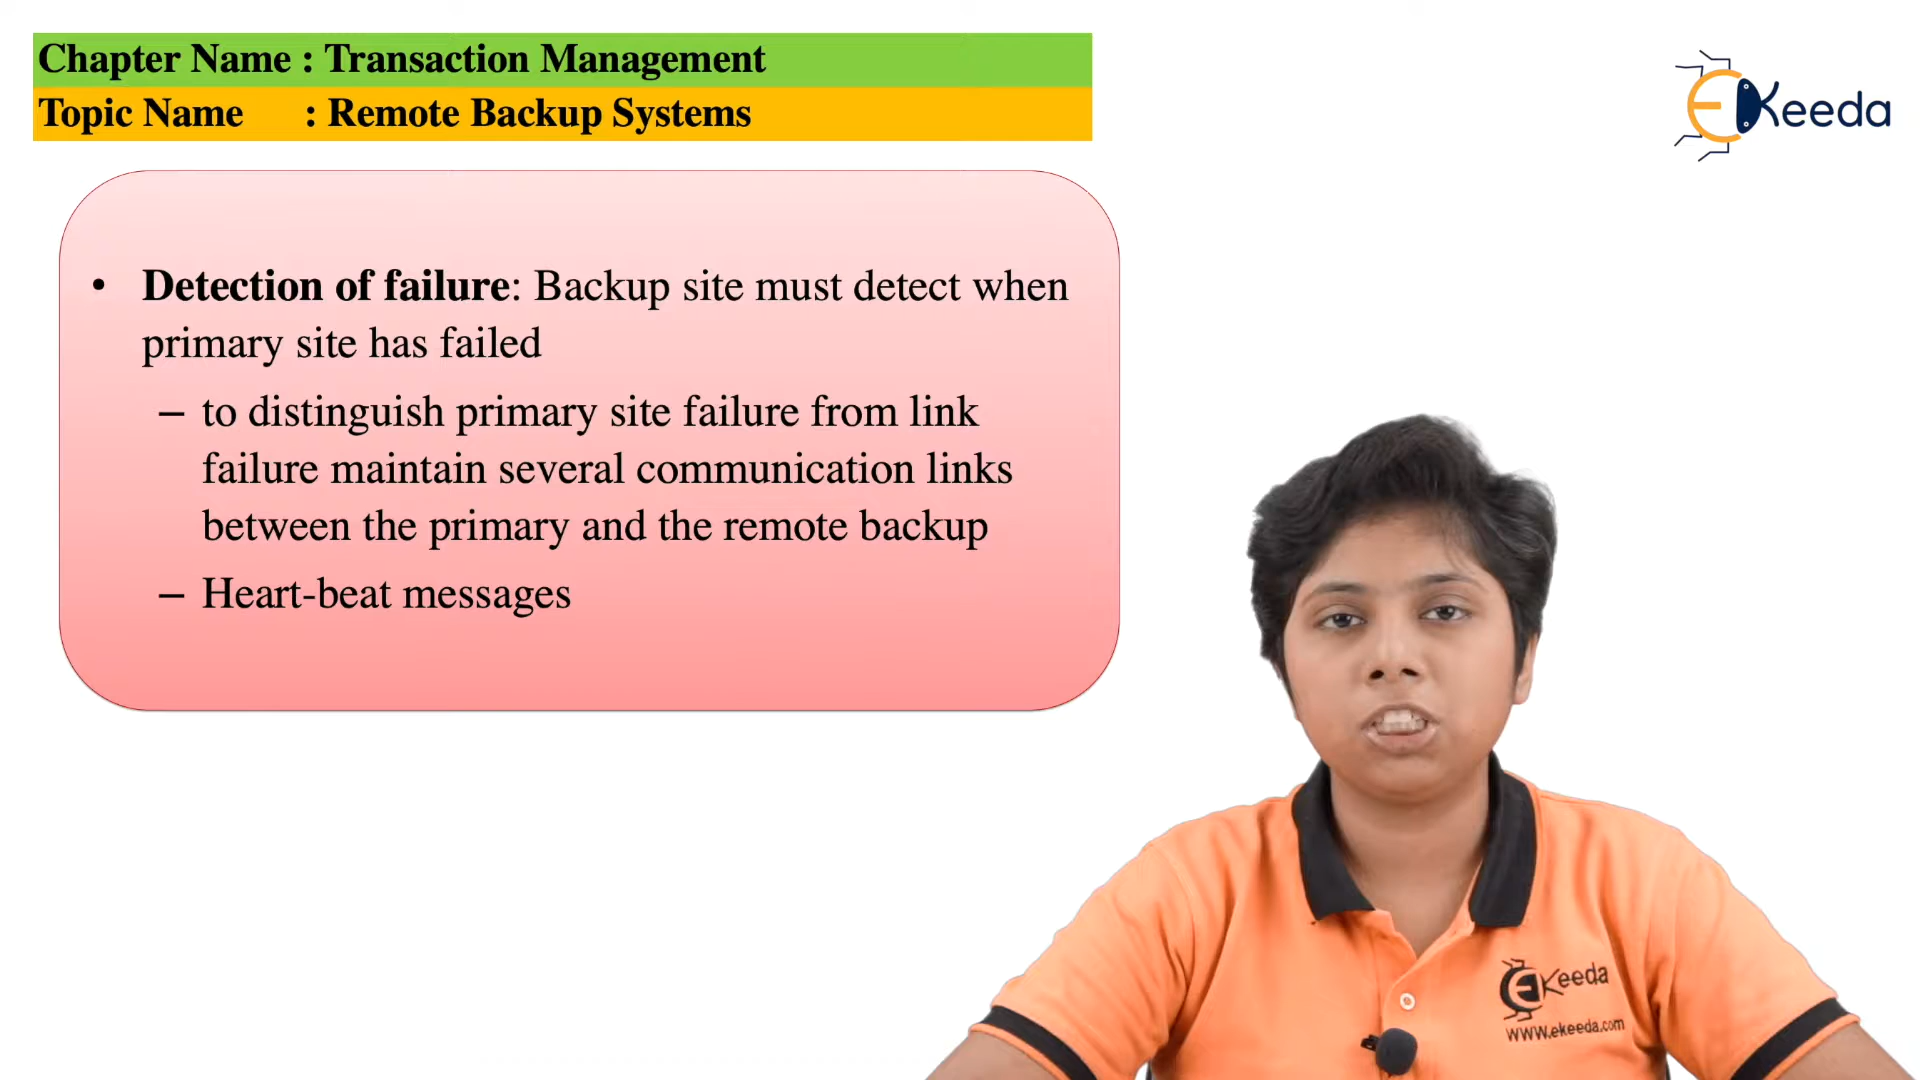 Chapter Name : Transaction Management
Topic Name : Remote Backup Systems
EKeeda
• Detection of failure: Backup site must detect when
primary site has failed
– to distinguish primary site failure from link
failure maintain several communication links
between the primary and the remote backup
– Heart-beat messages
EKeeda
www.ekeeda.com